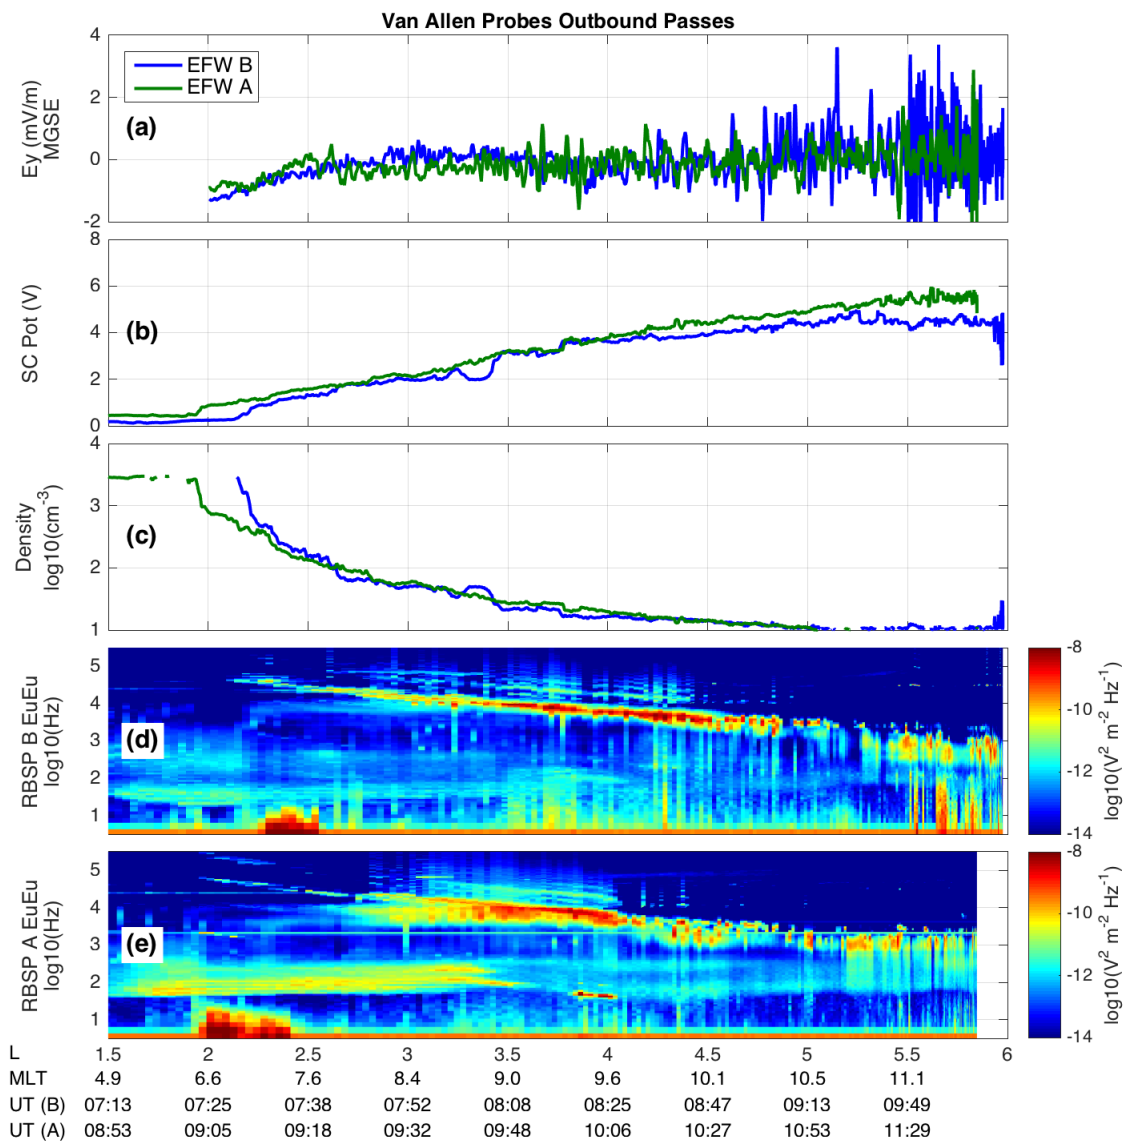 Van Allen Probes Outbound Passes
4
2
0
-2
Ey (mV/m)
MGSE
EFW B
EFW A
(a)
8
6
4
2
0
SC Pot (V)
(b)
4
3
2
1
Density
log10(cm-3)
(c)
5
4
3
2
1
RBSP B EuEu
log10(Hz)
(d)
-8
-10
-12
-14
log10(V2 m-2 Hz-1)
5
4
3
2
1
RBSP A EuEu
log10(Hz)
(e)
-8
-10
-12
-14
log10(V2 m-2 Hz-1)
L 1.5 2 2.5 3 3.5 4 4.5 5 5.5 6
MLT 4.9 6.6 7.6 8.4 9.0 9.6 10.1 10.5 11.1
UT (B) 07:13 07:25 07:38 07:52 08:08 08:25 08:47 09:13 09:49
UT (A) 08:53 09:05 09:18 09:32 09:48 10:06 10:27 10:53 11:29